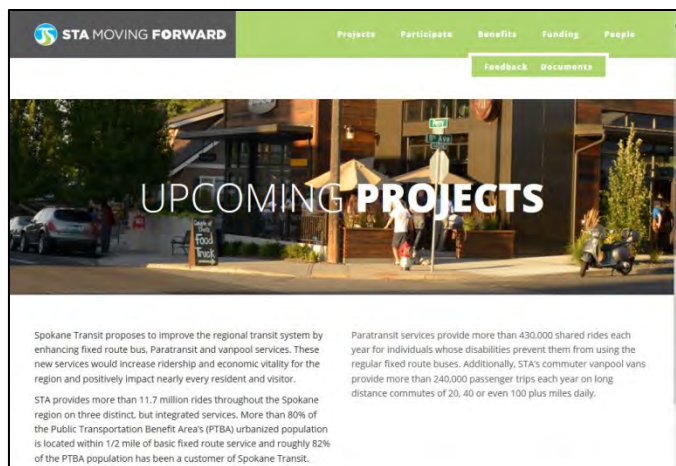 STA MOVING FORWARD
Projects Participate Benefits Funding People
Feedback Documents
UPCOMING PROJECTS
Food
Truck
Spokane Transit proposes to improve the regional transit system by
enhancing fixed route bus, Paratransit and vanpool services. These
new services would increase ridership and economic vitality for the
region and positively impact nearly every resident and visitor.
STA provides more than 11.7 million rides throughout the Spokane
region on three distinct, but integrated services. More than 80% of
the Public Transportation Benefit Area's (PTBA) urbanized population
is located within 1/2 mile of basic fixed route service and roughly 82%
of the PTBA population has been a customer of Spokane Transit.
Paratransit services provide more than 430,000 shared rides each
year for individuals whose disabilities prevent them from using the
regular fixed route buses. Additionally, STA's commuter vanpool vans
provide more than 240,000 passenger trips each year on long
distance commutes of 20, 40 or even 100 plus miles daily.